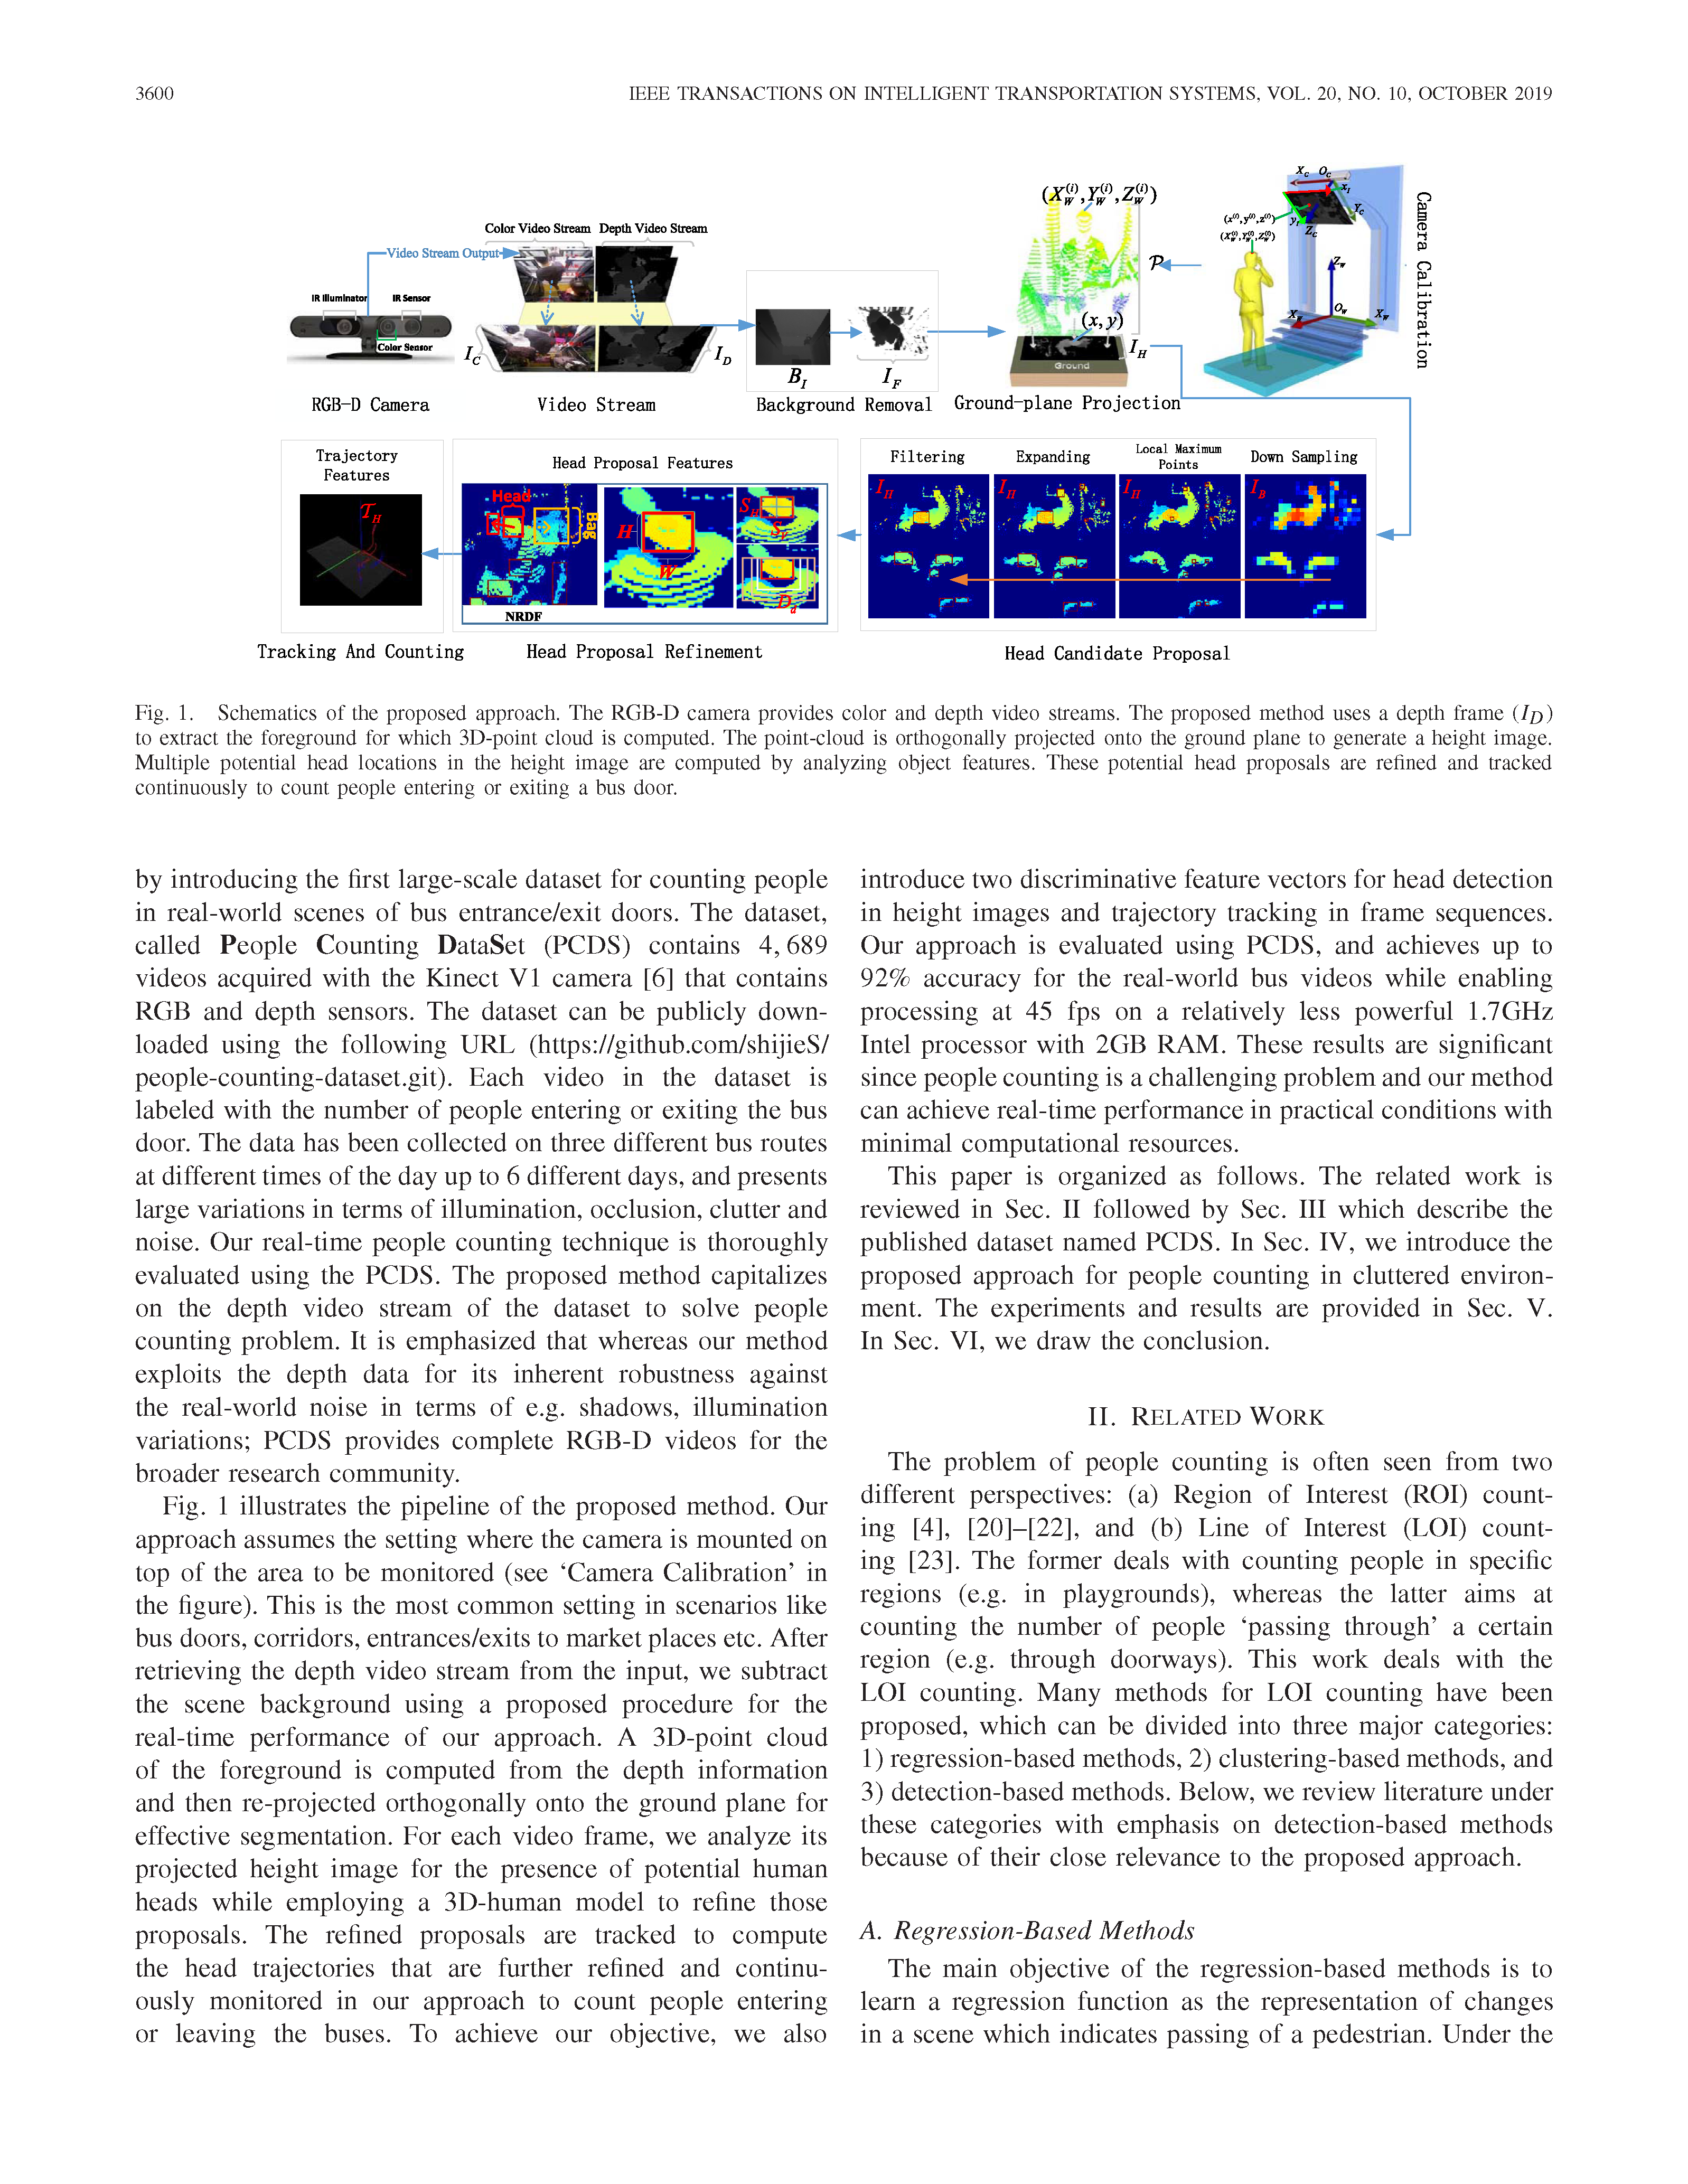 3600
IEEE TRANSACTIONS ON INTELLIGENT TRANSPORTATION SYSTEMS, VOL. 20, NO. 10, OCTOBER 2019
Color Video Stream
Depth Video Stream
Video Stream Output
IR Illuminator
IR Sensor
Color Sensor
I_C
I_D
RGB-D Camera
Video Stream
B_I
I_F
Background Removal
(X_W^(i), Y_W^(i), Z_W^(i))
(x, y)
I_H
Ground
Ground-plane Projection
P
X_C O_C
x_I
Y_C
y_I
Z_C
(x^(i), y^(i), z^(i))
(X_W^(i), Y_W^(i), Z_W^(i))
Z_W
O_W
X_W
Camera Calibration
Trajectory
Features
T_H
Tracking And Counting
Head Proposal Features
Head
Bag
NRDF
H
W
D_d
Head Proposal Refinement
Filtering
Expanding
Local Maximum
Points
Down Sampling
I_H
I_H
I_H
I_B
Head Candidate Proposal
Fig. 1. Schematics of the proposed approach. The RGB-D camera provides color and depth video streams. The proposed method uses a depth frame (I_D)
to extract the foreground for which 3D-point cloud is computed. The point-cloud is orthogonally projected onto the ground plane to generate a height image.
Multiple potential head locations in the height image are computed by analyzing object features. These potential head proposals are refined and tracked
continuously to count people entering or exiting a bus door.
by introducing the first large-scale dataset for counting people
in real-world scenes of bus entrance/exit doors. The dataset,
called People Counting DataSet (PCDS) contains 4, 689
videos acquired with the Kinect V1 camera [6] that contains
RGB and depth sensors. The dataset can be publicly down-
loaded using the following URL (https://github.com/shijieS/
people-counting-dataset.git). Each video in the dataset is
labeled with the number of people entering or exiting the bus
door. The data has been collected on three different bus routes
at different times of the day up to 6 different days, and presents
large variations in terms of illumination, occlusion, clutter and
noise. Our real-time people counting technique is thoroughly
evaluated using the PCDS. The proposed method capitalizes
on the depth video stream of the dataset to solve people
counting problem. It is emphasized that whereas our method
exploits the depth data for its inherent robustness against
the real-world noise in terms of e.g. shadows, illumination
variations; PCDS provides complete RGB-D videos for the
broader research community.
Fig. 1 illustrates the pipeline of the proposed method. Our
approach assumes the setting where the camera is mounted on
top of the area to be monitored (see ‘Camera Calibration’ in
the figure). This is the most common setting in scenarios like
bus doors, corridors, entrances/exits to market places etc. After
retrieving the depth video stream from the input, we subtract
the scene background using a proposed procedure for the
real-time performance of our approach. A 3D-point cloud
of the foreground is computed from the depth information
and then re-projected orthogonally onto the ground plane for
effective segmentation. For each video frame, we analyze its
projected height image for the presence of potential human
heads while employing a 3D-human model to refine those
proposals. The refined proposals are tracked to compute
the head trajectories that are further refined and continu-
ously monitored in our approach to count people entering
or leaving the buses. To achieve our objective, we also
introduce two discriminative feature vectors for head detection
in height images and trajectory tracking in frame sequences.
Our approach is evaluated using PCDS, and achieves up to
92% accuracy for the real-world bus videos while enabling
processing at 45 fps on a relatively less powerful 1.7GHz
Intel processor with 2GB RAM. These results are significant
since people counting is a challenging problem and our method
can achieve real-time performance in practical conditions with
minimal computational resources.
This paper is organized as follows. The related work is
reviewed in Sec. II followed by Sec. III which describe the
published dataset named PCDS. In Sec. IV, we introduce the
proposed approach for people counting in cluttered environ-
ment. The experiments and results are provided in Sec. V.
In Sec. VI, we draw the conclusion.
II. RELATED WORK
The problem of people counting is often seen from two
different perspectives: (a) Region of Interest (ROI) count-
ing [4], [20]–[22], and (b) Line of Interest (LOI) count-
ing [23]. The former deals with counting people in specific
regions (e.g. in playgrounds), whereas the latter aims at
counting the number of people ‘passing through’ a certain
region (e.g. through doorways). This work deals with the
LOI counting. Many methods for LOI counting have been
proposed, which can be divided into three major categories:
1) regression-based methods, 2) clustering-based methods, and
3) detection-based methods. Below, we review literature under
these categories with emphasis on detection-based methods
because of their close relevance to the proposed approach.
A. Regression-Based Methods
The main objective of the regression-based methods is to
learn a regression function as the representation of changes
in a scene which indicates passing of a pedestrian. Under the